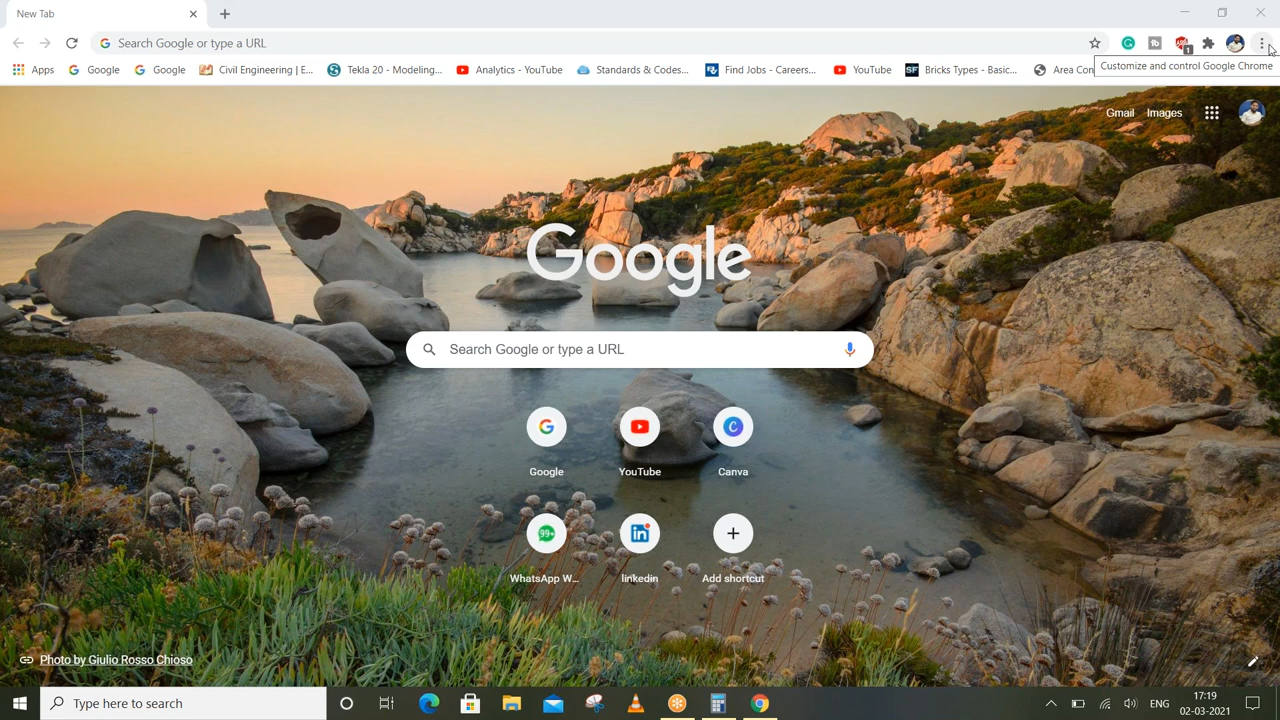 New Tab
Search Google or type a URL
Apps
Google
Google
Civil Engineering | E...
Tekla 20 - Modeling...
Analytics - YouTube
Standards & Codes...
Find Jobs - Careers...
YouTube
Bricks Types - Basic...
Area Con
Customize and control Google Chrome
Gmail
Images
Google
Search Google or type a URL
Google
YouTube
Canva
99+
WhatsApp W...
linkedin
Add shortcut
Photo by Giulio Rosso Chioso
Type here to search
ENG
17:19
02-03-2021